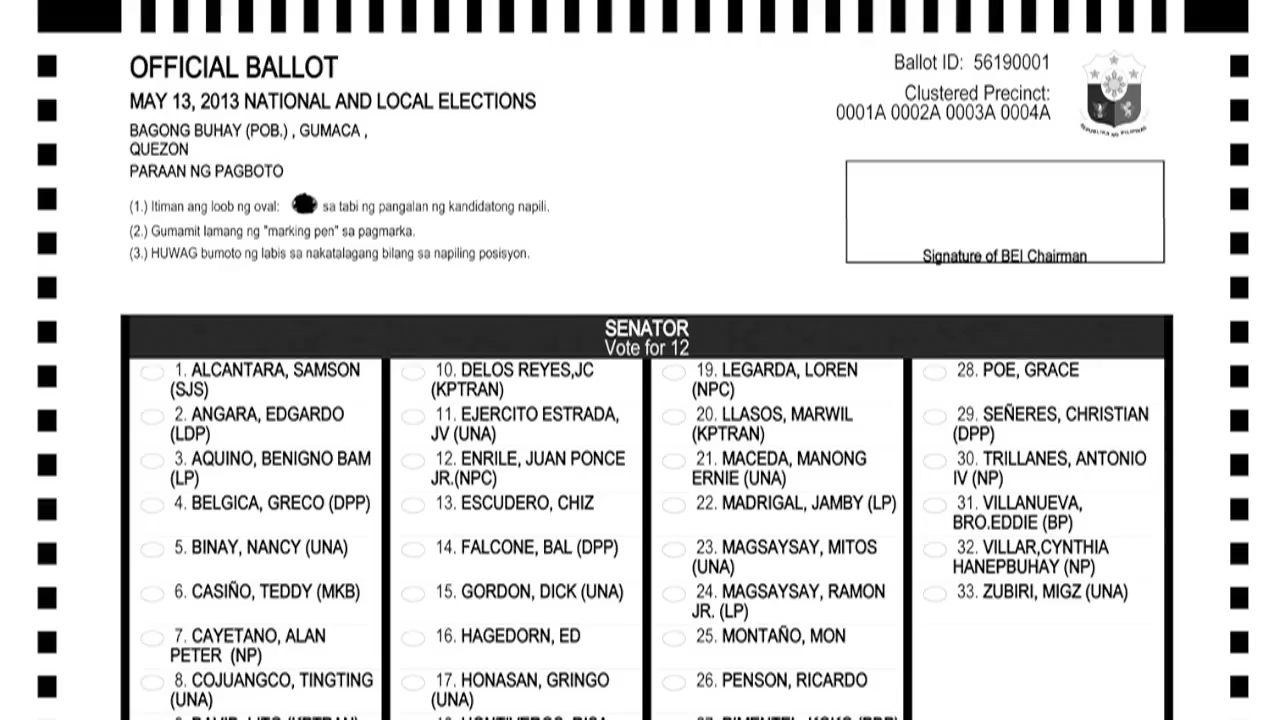 OFFICIAL BALLOT
MAY 13, 2013 NATIONAL AND LOCAL ELECTIONS
BAGONG BUHAY (POB.) , GUMACA ,
QUEZON
PARAAN NG PAGBOTO
(1.) Itiman ang loob ng oval: sa tabi ng pangalan ng kandidatong napili.
(2.) Gumamit lamang ng "marking pen" sa pagmarka.
(3.) HUWAG bumoto ng labis sa nakatalagang bilang sa napiling posisyon.
Ballot ID: 56190001
Clustered Precinct:
0001A 0002A 0003A 0004A
Signature of BEI Chairman
SENATOR
Vote for 12
1. ALCANTARA, SAMSON
(SJS)
2. ANGARA, EDGARDO
(LDP)
3. AQUINO, BENIGNO BAM
(LP)
4. BELGICA, GRECO (DPP)
5. BINAY, NANCY (UNA)
6. CASIÑO, TEDDY (MKB)
7. CAYETANO, ALAN
PETER (NP)
8. COJUANGCO, TINGTING
(UNA)
10. DELOS REYES,JC
(KPTRAN)
11. EJERCITO ESTRADA,
JV (UNA)
12. ENRILE, JUAN PONCE
JR.(NPC)
13. ESCUDERO, CHIZ
14. FALCONE, BAL (DPP)
15. GORDON, DICK (UNA)
16. HAGEDORN, ED
17. HONASAN, GRINGO
(UNA)
19. LEGARDA, LOREN
(NPC)
20. LLASOS, MARWIL
(KPTRAN)
21. MACEDA, MANONG
ERNIE (UNA)
22. MADRIGAL, JAMBY (LP)
23. MAGSAYSAY, MITOS
(UNA)
24. MAGSAYSAY, RAMON
JR. (LP)
25. MONTAÑO, MON
26. PENSON, RICARDO
28. POE, GRACE
29. SEÑERES, CHRISTIAN
(DPP)
30. TRILLANES, ANTONIO
IV (NP)
31. VILLANUEVA,
BRO.EDDIE (BP)
32. VILLAR,CYNTHIA
HANEPBUHAY (NP)
33. ZUBIRI, MIGZ (UNA)